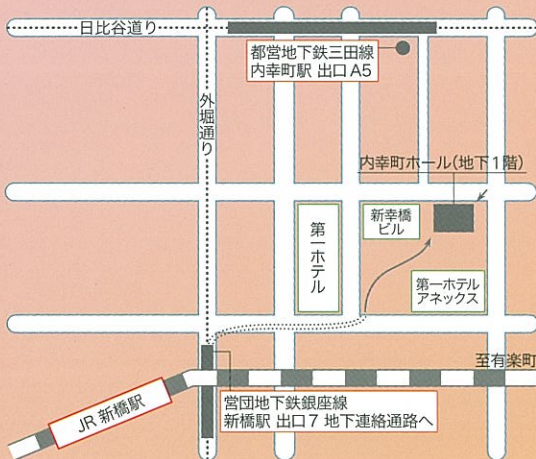 日比谷通り
都営地下鉄三田線
内幸町駅 出口 A5
外堀通り
内幸町ホール(地下1階)
第一ホテル
新幸橋
ビル
第一ホテル
アネックス
至有楽町
JR 新橋駅
営団地下鉄銀座線
新橋駅 出口7 地下連絡通路へ